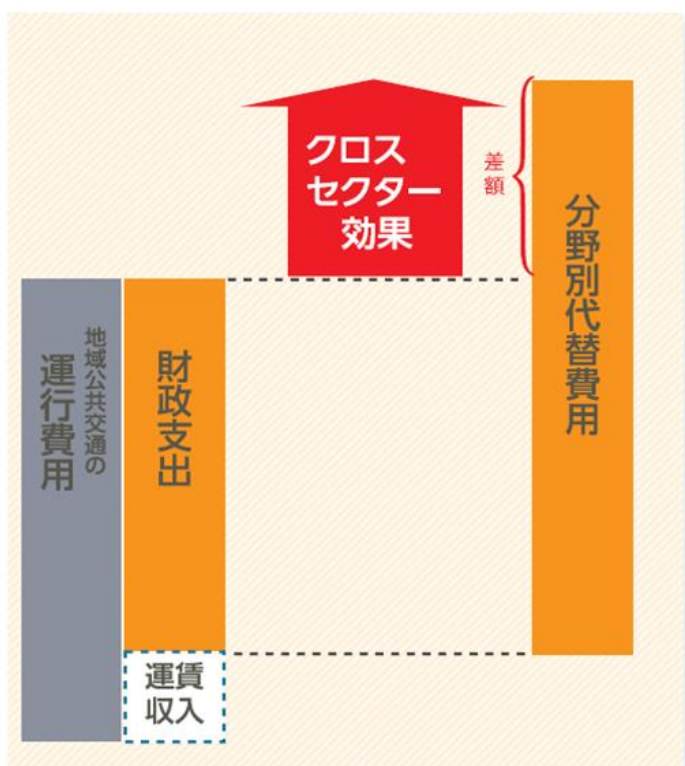 クロス
セクター
効果
差額
分野別代替費用
地域公共交通の
運行費用
財政支出
運賃
収入